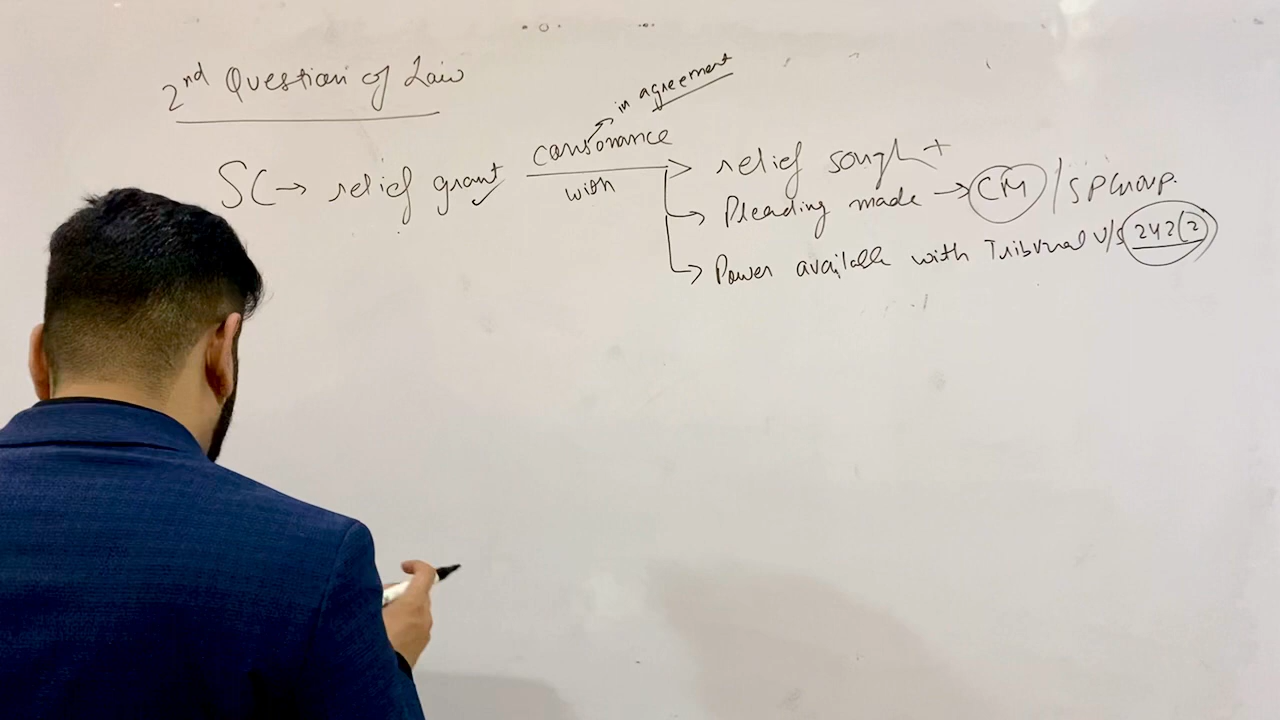 2nd Question of Law
in agreement
consonance
SC → relief grant ✓ with → relief sought +
→ Pleading made → CM / SP Group.
→ Power available with Tribunal v/s 242(2)